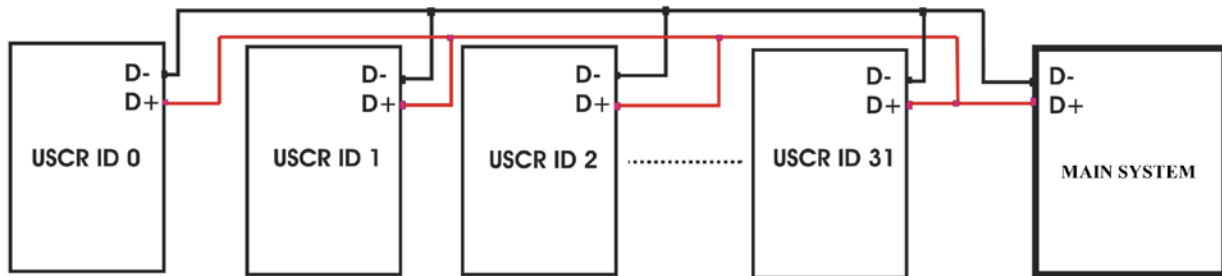 D-
D+
USCR ID 0
D-
D+
USCR ID 1
D-
D+
USCR ID 2
D-
D+
USCR ID 31
D-
D+
MAIN SYSTEM